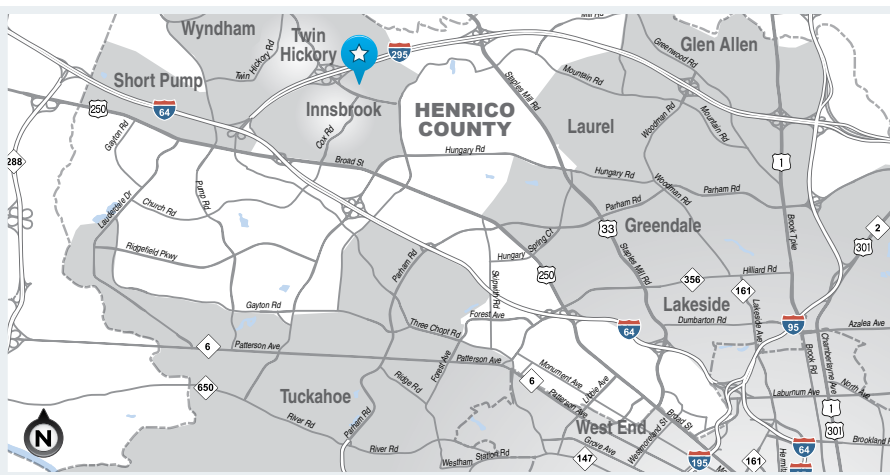 Wyndham
Twin
Hickory
Glen Allen
Mill Rd
Greenwood Rd
Short Pump
Twin
Hickory Rd
295
Staples Mill Rd
Mountain Rd
Mountain Rd
64
250
Innsbrook
HENRICO
COUNTY
Laurel
Woodman Rd
Gayton Rd
Cox Rd
288
Broad St
Hungary Rd
Hungary Rd
1
Pump Rd
Woodman Rd
Parham Rd
Lauderdale Dr
Church Rd
Parham Rd
Greendale
Brook Tpke
2
33
301
Ridgefield Pkwy
Parham Rd
Hungary
Spring Ct
Staples Mill Rd
250
Hilliard Rd
356
161
Skipwith Rd
Lakeside
Lakeside Ave
Gayton Rd
Forest Ave
Three Chopt Rd
64
Dumbarton Rd
95
Azalea Ave
6
Patterson Ave
Patterson Ave
Forest Ave
Monument Ave
Brook Rd
Chamberlayne Ave
650
Ridge Rd
6
Libbie Ave
Patterson Ave
Laburnum Ave
North Ave
Tuckahoe
1
River Rd
Parham Rd
West End
Broad St
Westmoreland St
301
N
River Rd
Grove Ave
Brookland
Westham
Station Rd
147
195
161
64